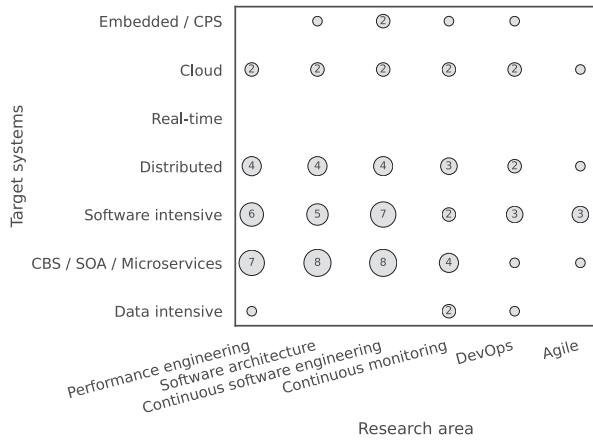 Embedded / CPS
2
Cloud
2 2 2 2 2
Real-time
Distributed
4 4 4 3 2
Software intensive
6 5 7 2 3 3
CBS / SOA / Microservices
7 8 8 4
Data intensive
2
Target systems
Performance engineering
Software architecture
Continuous software engineering
Continuous monitoring
DevOps
Agile
Research area